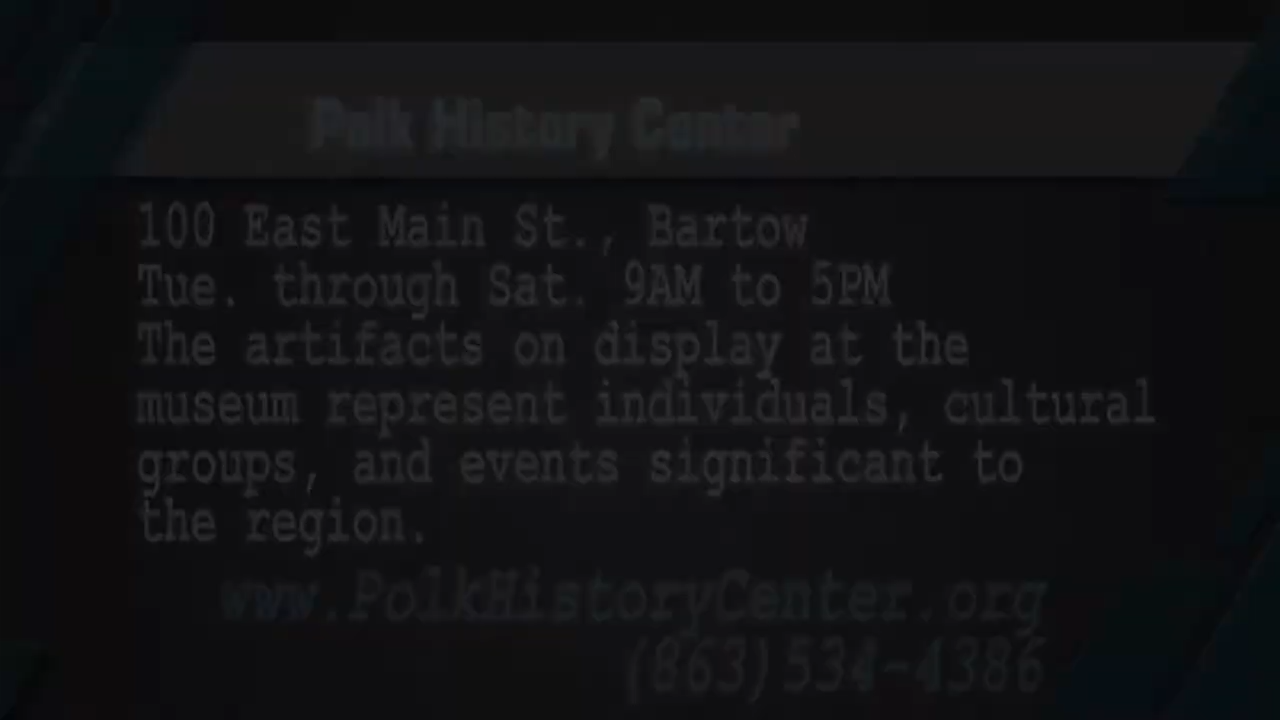 Polk History Center
100 East Main St., Bartow
Tue. through Sat. 9AM to 5PM
The artifacts on display at the
museum represent individuals, cultural
groups, and events significant to
the region.
www.PolkHistoryCenter.org
(863)534-4386